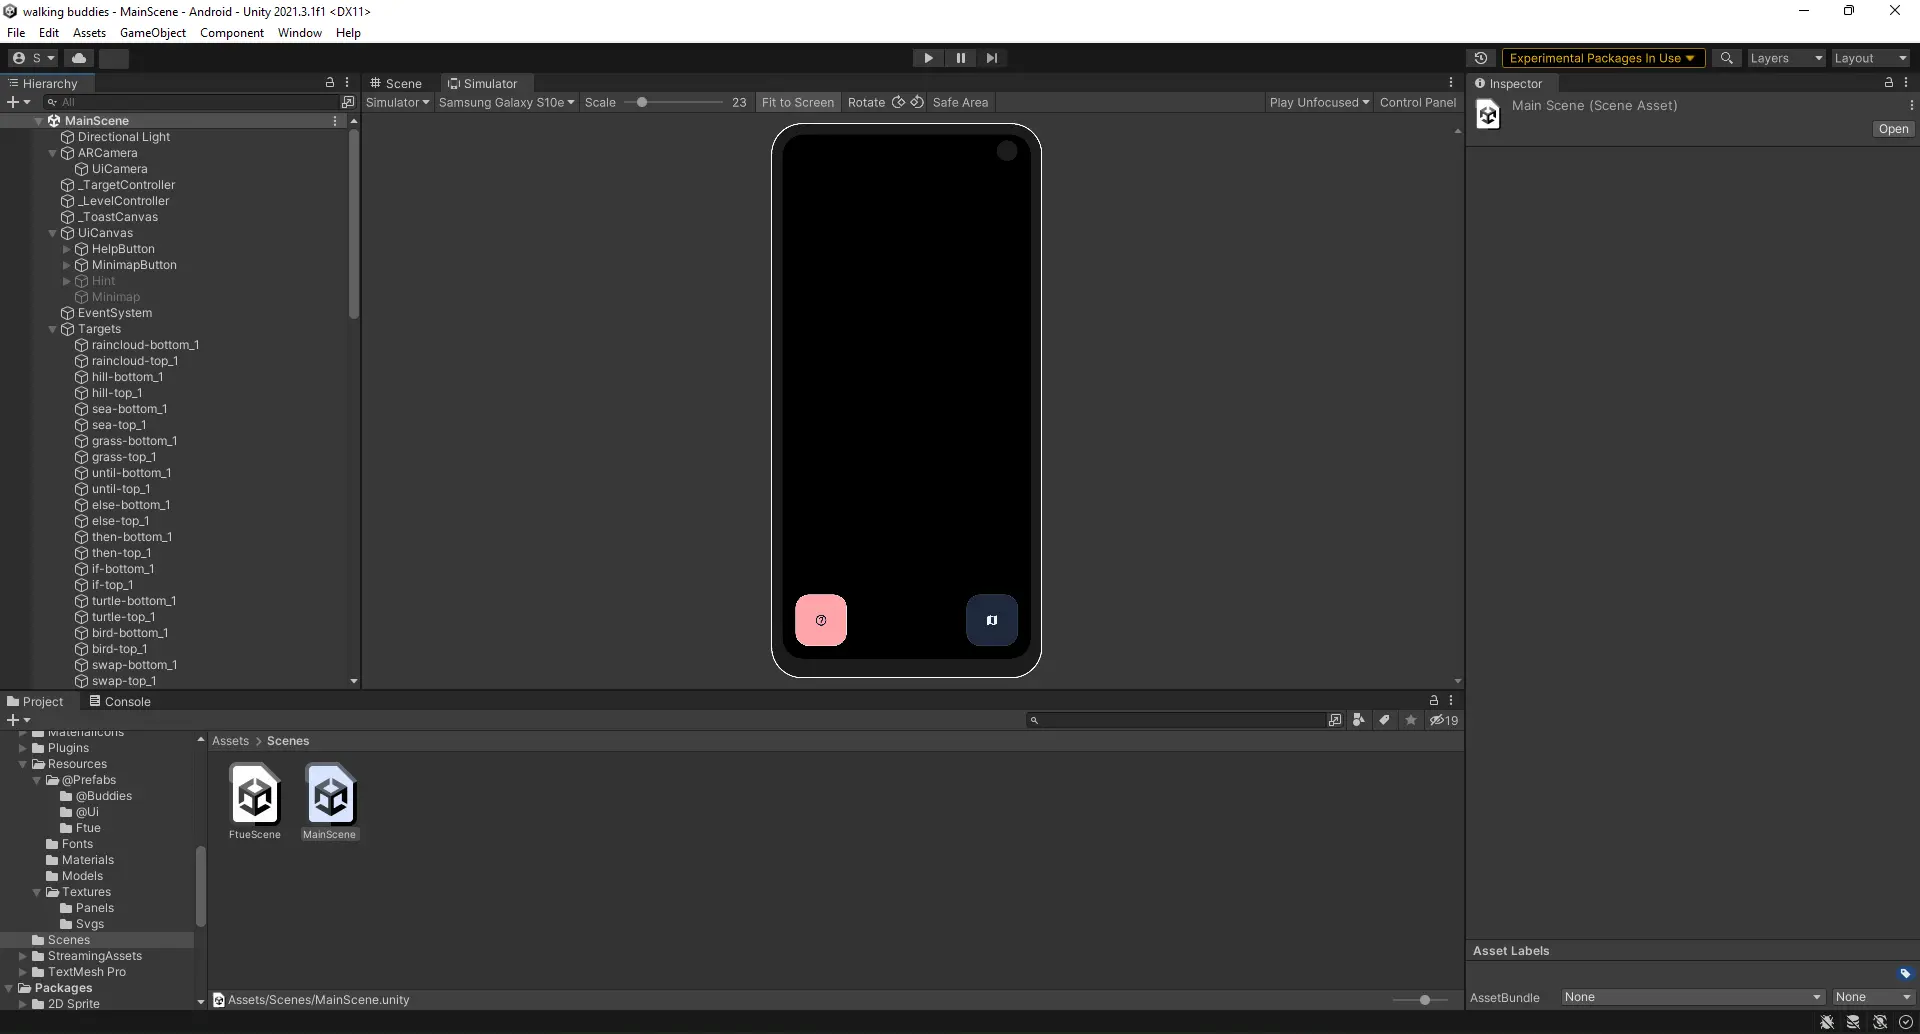 walking buddies - MainScene - Android - Unity 2021.3.1f1 <DX11>
File Edit Assets GameObject Component Window Help
S
Experimental Packages In Use
Layers
Layout
Hierarchy
All
MainScene
Directional Light
ARCamera
UiCamera
_TargetController
_LevelController
_ToastCanvas
UiCanvas
HelpButton
MinimapButton
Hint
Minimap
EventSystem
Targets
raincloud-bottom_1
raincloud-top_1
hill-bottom_1
hill-top_1
sea-bottom_1
sea-top_1
grass-bottom_1
grass-top_1
until-bottom_1
until-top_1
else-bottom_1
else-top_1
then-bottom_1
then-top_1
if-bottom_1
if-top_1
turtle-bottom_1
turtle-top_1
bird-bottom_1
bird-top_1
swap-bottom_1
swap-top_1
Scene
Simulator
Simulator Samsung Galaxy S10e Scale 23 Fit to Screen Rotate Safe Area Play Unfocused Control Panel
Inspector
Main Scene (Scene Asset)
Open
Project Console
19
MaterialIcons
Plugins
Resources
@Prefabs
@Buddies
@Ui
Ftue
Fonts
Materials
Models
Textures
Panels
Svgs
Scenes
StreamingAssets
TextMesh Pro
Packages
2D Sprite
Assets > Scenes
FtueScene
MainScene
Assets/Scenes/MainScene.unity
Asset Labels
AssetBundle None None